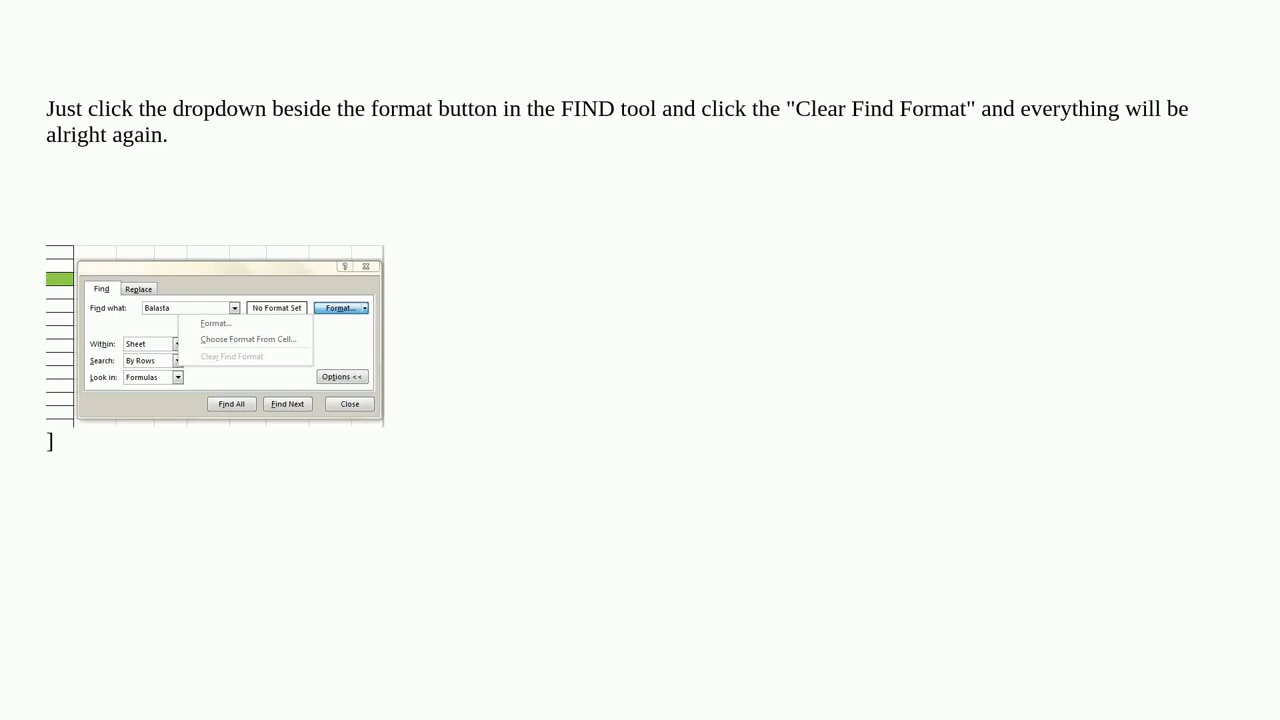 Just click the dropdown beside the format button in the FIND tool and click the "Clear Find Format" and everything will be
alright again.
Find Replace
Find what: Balasta No Format Set Format...
Format...
Choose Format From Cell...
Within: Sheet
Clear Find Format
Search: By Rows
Look in: Formulas Options <<
Find All Find Next Close
]